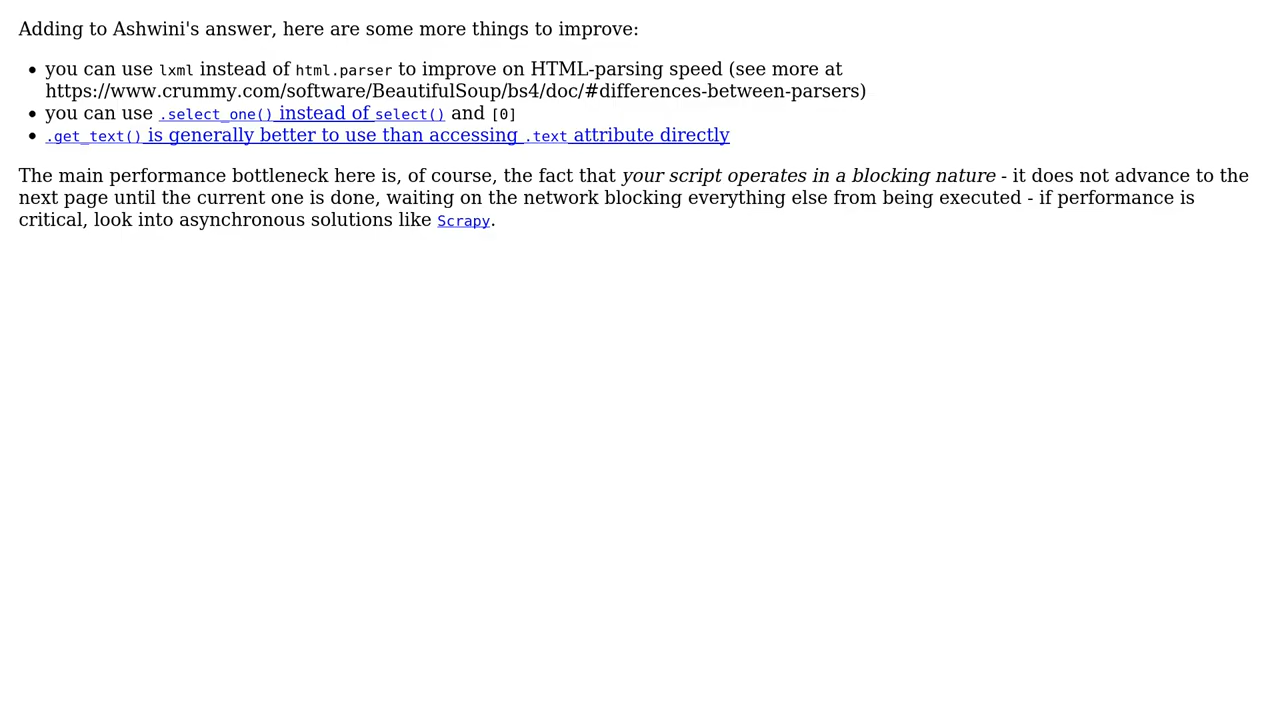 Adding to Ashwini's answer, here are some more things to improve:
• you can use lxml instead of html.parser to improve on HTML-parsing speed (see more at
https://www.crummy.com/software/BeautifulSoup/bs4/doc/#differences-between-parsers)
• you can use .select_one() instead of select() and [0]
• .get_text() is generally better to use than accessing .text attribute directly
The main performance bottleneck here is, of course, the fact that your script operates in a blocking nature - it does not advance to the
next page until the current one is done, waiting on the network blocking everything else from being executed - if performance is
critical, look into asynchronous solutions like Scrapy.